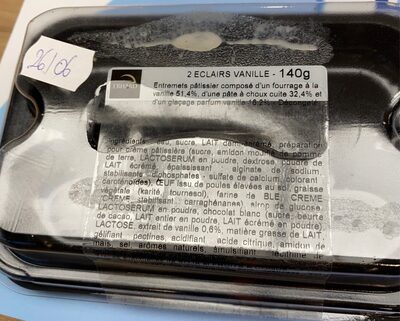 26/06
2 ECLAIRS VANILLE - 140g
Entremets pâtissier composé d'un fourrage à la
vanille 51,4%, d'une pâte à choux cuite 32,4% et
d'un glaçage parfum vanille 16,2% - Décongelé
Ingrédients : eau, sucre, LAIT demi-écrémé, préparation
pour crème pâtissière (sucre, amidon modifié de pomme
de terre, LACTOSERUM en poudre, dextrose, poudre de
LAIT écrémé, épaississant : alginate de sodium,
stabilisants : diphosphates - sulfate de calcium, colorant :
caroténoïdes), ŒUF issu de poules élevées au sol, graisse
végétale (karité, tournesol), farine de BLE, CREME
(CREME, stabilisant : carraghénanes), sirop de glucose,
LACTOSERUM en poudre, chocolat blanc (sucre, beurre
de cacao, LAIT entier en poudre, LAIT écrémé en poudre)
LACTOSE, extrait de vanille 0,6%, matière grasse de LAIT,
gélifiant : pectines, acidifiant : acide citrique, amidon de
maïs, sel, arômes naturels, émulsifiant